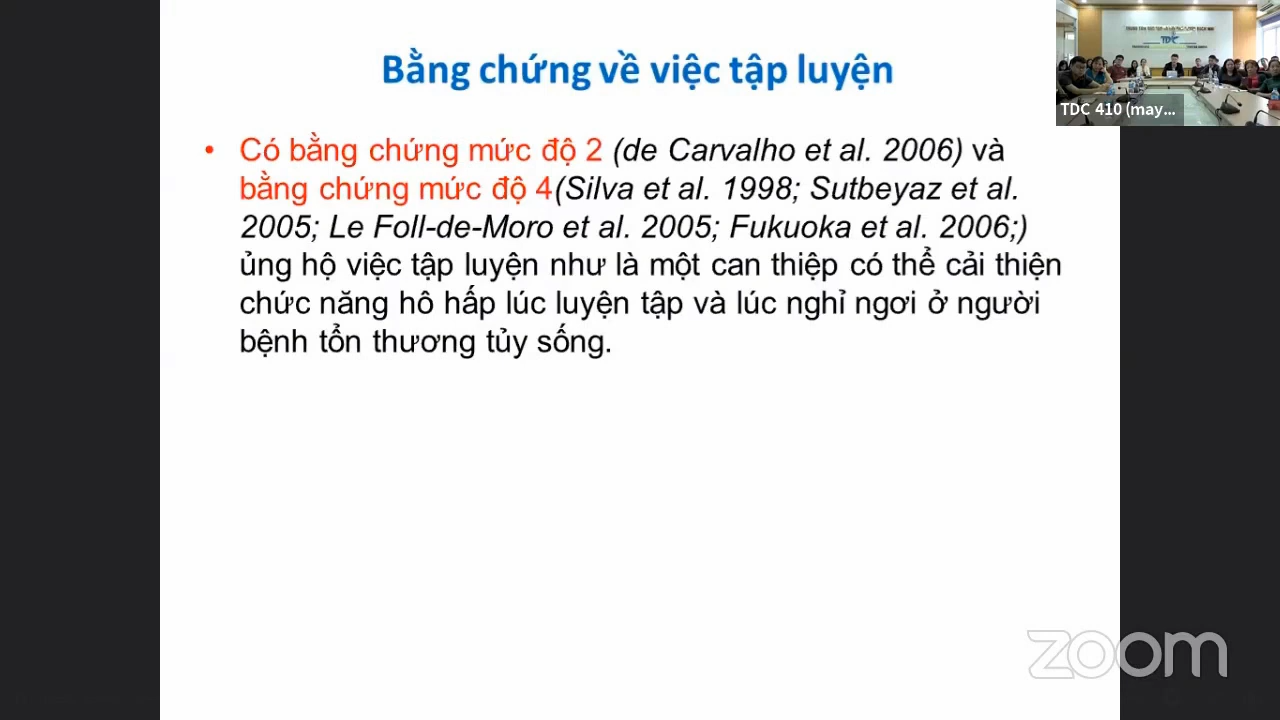 Bằng chứng về việc tập luyện
• Có bằng chứng mức độ 2 (de Carvalho et al. 2006) và
bằng chứng mức độ 4(Silva et al. 1998; Sutbeyaz et al.
2005; Le Foll-de-Moro et al. 2005; Fukuoka et al. 2006;)
ủng hộ việc tập luyện như là một can thiệp có thể cải thiện
chức năng hô hấp lúc luyện tập và lúc nghỉ ngơi ở người
bệnh tổn thương tủy sống.
TDC
TDC 410 (may...
zoom